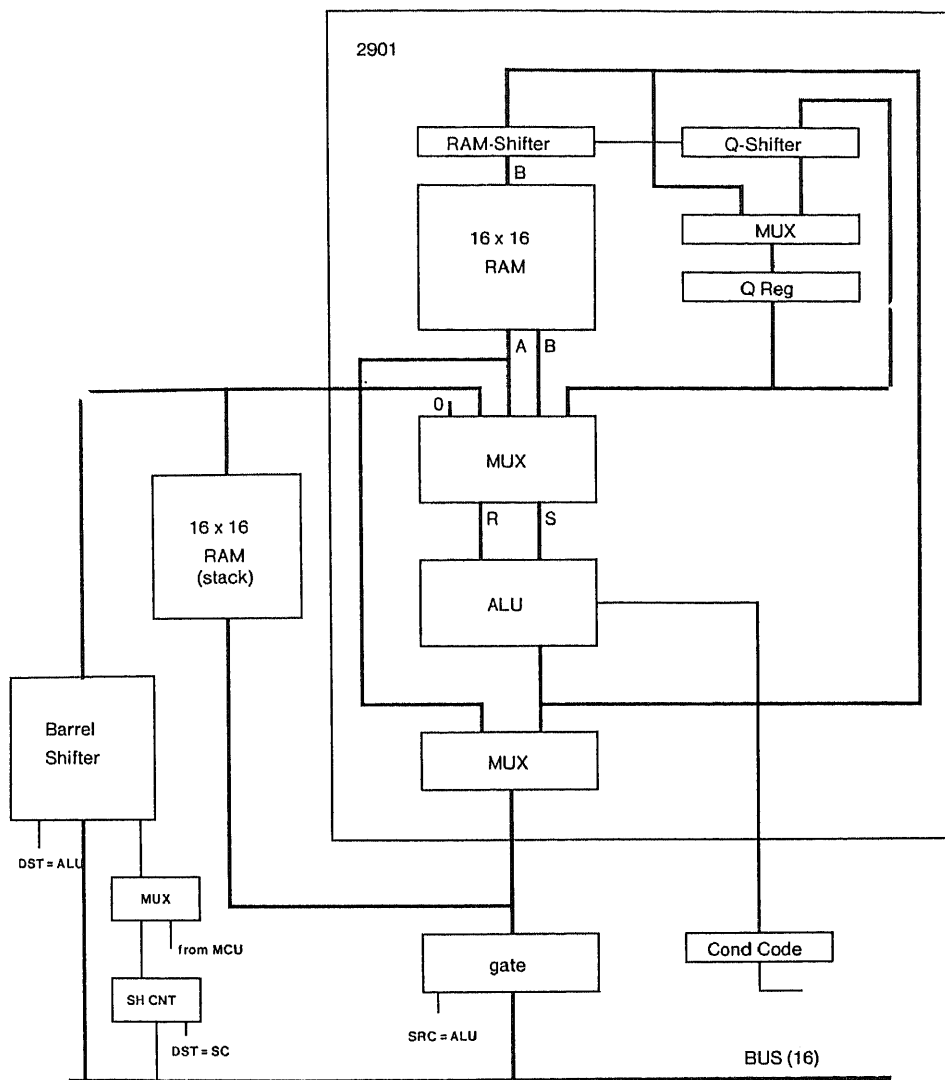 2901
RAM-Shifter
Q-Shifter
B
MUX
16 x 16
RAM
Q Reg
A
B
0
MUX
16 x 16
RAM
(stack)
R
S
ALU
Barrel
Shifter
MUX
DST = ALU
MUX
from MCU
Cond Code
gate
SH CNT
SRC = ALU
DST = SC
BUS (16)